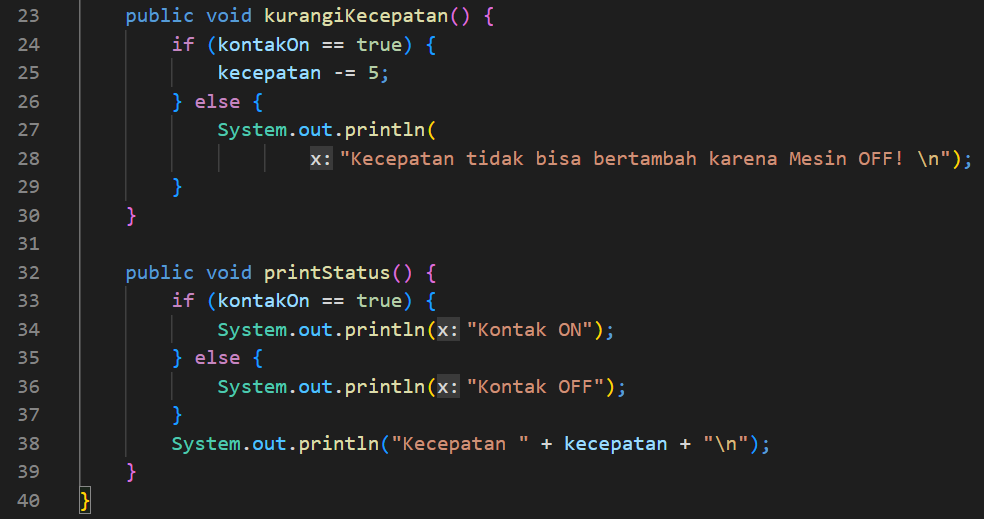 23 public void kurangiKecepatan() {
24 if (kontakOn == true) {
25 kecepatan -= 5;
26 } else {
27 System.out.println(
28 x: "Kecepatan tidak bisa bertambah karena Mesin OFF! \n");
29 }
30 }
31
32 public void printStatus() {
33 if (kontakOn == true) {
34 System.out.println(x: "Kontak ON");
35 } else {
36 System.out.println(x: "Kontak OFF");
37 }
38 System.out.println("Kecepatan " + kecepatan + "\n");
39 }
40 }